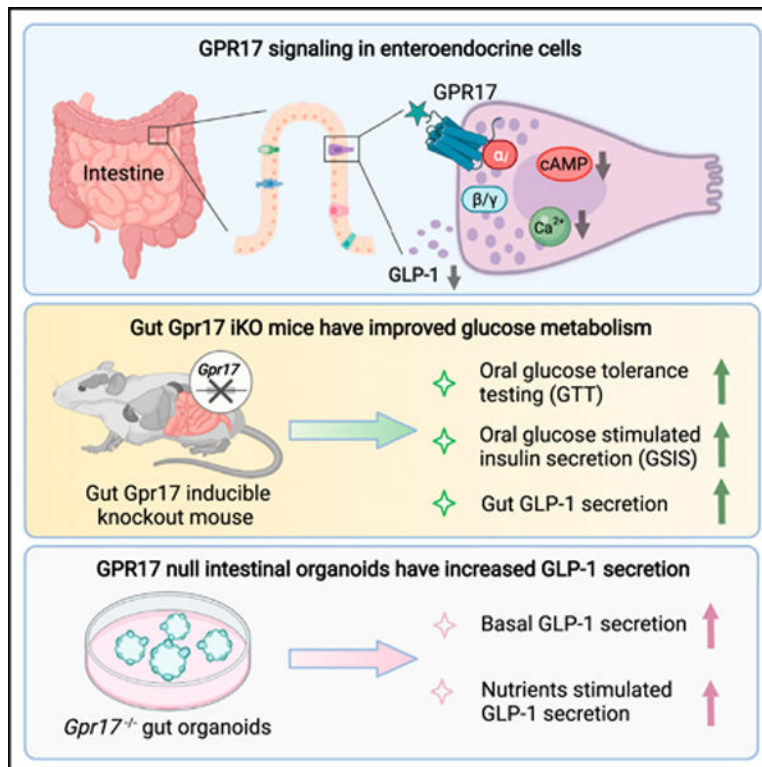 GPR17 signaling in enteroendocrine cells
GPR17
Intestine
αi
cAMP
β/γ
Ca²⁺
GLP-1
Gut Gpr17 iKO mice have improved glucose metabolism
Gpr17
Oral glucose tolerance
testing (GTT)
Oral glucose stimulated
insulin secretion (GSIS)
Gut GLP-1 secretion
Gut Gpr17 inducible
knockout mouse
GPR17 null intestinal organoids have increased GLP-1 secretion
Basal GLP-1 secretion
Nutrients stimulated
GLP-1 secretion
Gpr17⁻/⁻ gut organoids